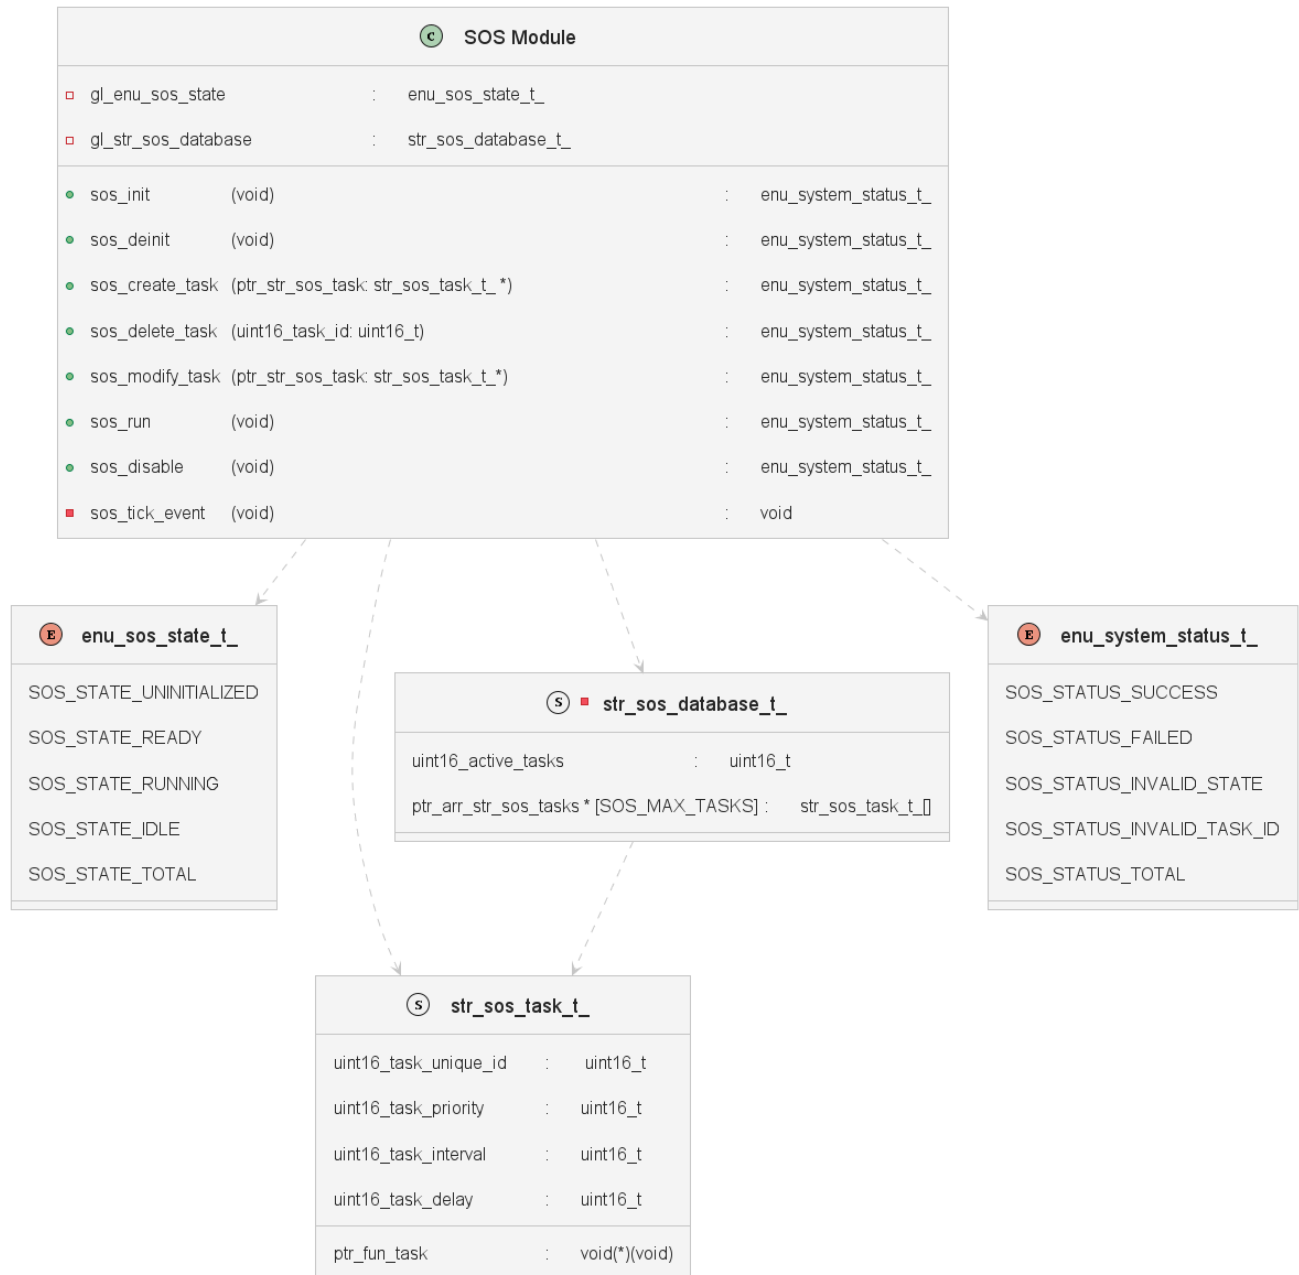 C SOS Module
gl_enu_sos_state : enu_sos_state_t_
gl_str_sos_database : str_sos_database_t_
sos_init (void) : enu_system_status_t_
sos_deinit (void) : enu_system_status_t_
sos_create_task (ptr_str_sos_task: str_sos_task_t_ *) : enu_system_status_t_
sos_delete_task (uint16_task_id: uint16_t) : enu_system_status_t_
sos_modify_task (ptr_str_sos_task: str_sos_task_t_*) : enu_system_status_t_
sos_run (void) : enu_system_status_t_
sos_disable (void) : enu_system_status_t_
sos_tick_event (void) : void
E enu_sos_state_t_
SOS_STATE_UNINITIALIZED
SOS_STATE_READY
SOS_STATE_RUNNING
SOS_STATE_IDLE
SOS_STATE_TOTAL
S str_sos_database_t_
uint16_active_tasks : uint16_t
ptr_arr_str_sos_tasks * [SOS_MAX_TASKS] : str_sos_task_t_[]
E enu_system_status_t_
SOS_STATUS_SUCCESS
SOS_STATUS_FAILED
SOS_STATUS_INVALID_STATE
SOS_STATUS_INVALID_TASK_ID
SOS_STATUS_TOTAL
S str_sos_task_t_
uint16_task_unique_id : uint16_t
uint16_task_priority : uint16_t
uint16_task_interval : uint16_t
uint16_task_delay : uint16_t
ptr_fun_task : void(*)(void)